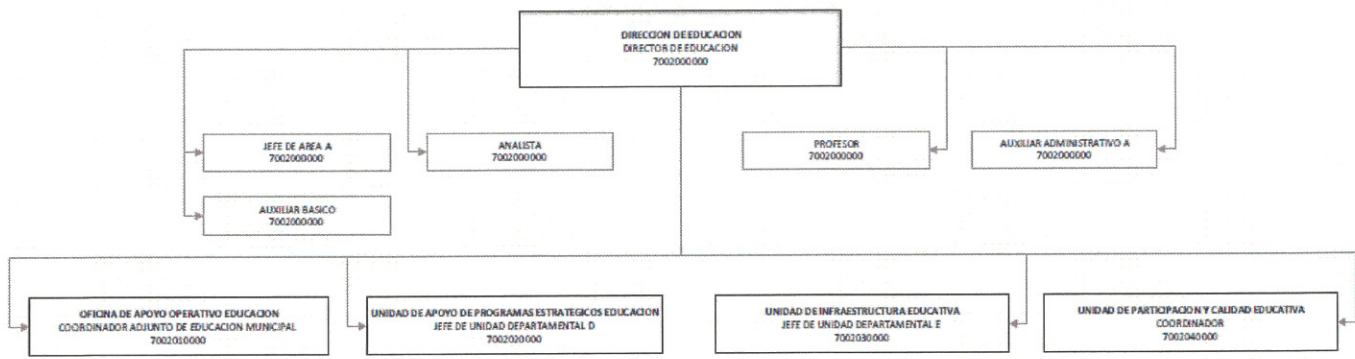 DIRECCION DE EDUCACION
DIRECTOR DE EDUCACION
7002000000
JEFE DE AREA A
7002000000
ANALISTA
7002000000
PROFESOR
7002000000
AUXILIAR ADMINISTRATIVO A
7002000000
AUXILIAR BASICO
7002000000
OFICINA DE APOYO OPERATIVO EDUCACION
COORDINADOR ADJUNTO DE EDUCACION MUNICIPAL
7002010000
UNIDAD DE APOYO DE PROGRAMAS ESTRATEGICOS EDUCACION
JEFE DE UNIDAD DEPARTAMENTAL D
7002020000
UNIDAD DE INFRAESTRUCTURA EDUCATIVA
JEFE DE UNIDAD DEPARTAMENTAL E
7002030000
UNIDAD DE PARTICIPACION Y CALIDAD EDUCATIVA
COORDINADOR
7002040000